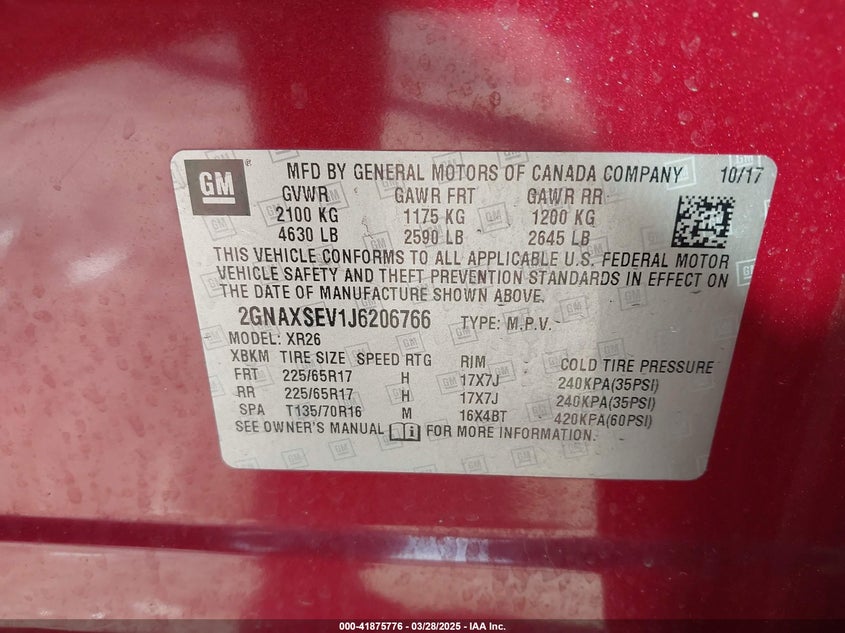 GM ® MFD BY GENERAL MOTORS OF CANADA COMPANY 10/17
GVWR GAWR FRT GAWR RR
2100 KG 1175 KG 1200 KG
4630 LB 2590 LB 2645 LB
THIS VEHICLE CONFORMS TO ALL APPLICABLE U.S. FEDERAL MOTOR
VEHICLE SAFETY AND THEFT PREVENTION STANDARDS IN EFFECT ON
THE DATE OF MANUFACTURE SHOWN ABOVE.
2GNAXSEV1J6206766 TYPE: M.P.V.
MODEL: XR26
XBKM TIRE SIZE SPEED RTG RIM COLD TIRE PRESSURE
FRT 225/65R17 H 17X7J 240KPA(35PSI)
RR 225/65R17 H 17X7J 240KPA(35PSI)
SPA T135/70R16 M 16X4BT 420KPA(60PSI)
SEE OWNER'S MANUAL FOR MORE INFORMATION.
000-41875776 — 03/28/2025 — IAA Inc.